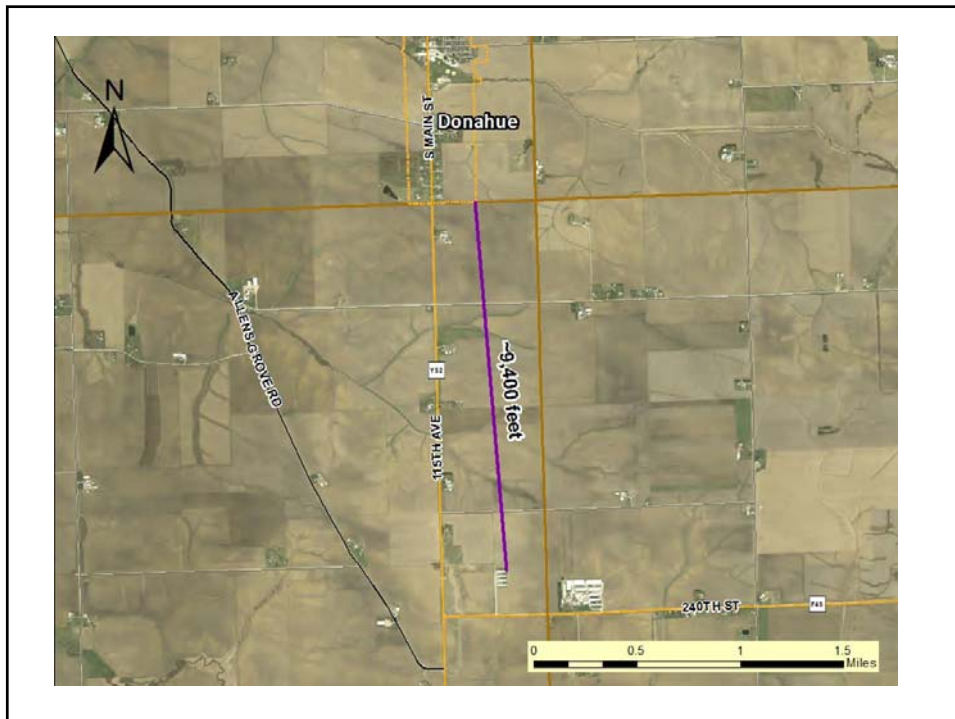 N
S MAIN ST
Donahue
ALLENS GROVE RD
Y52
115TH AVE
~9,400 feet
240TH ST
F45
0 0.5 1 1.5
Miles